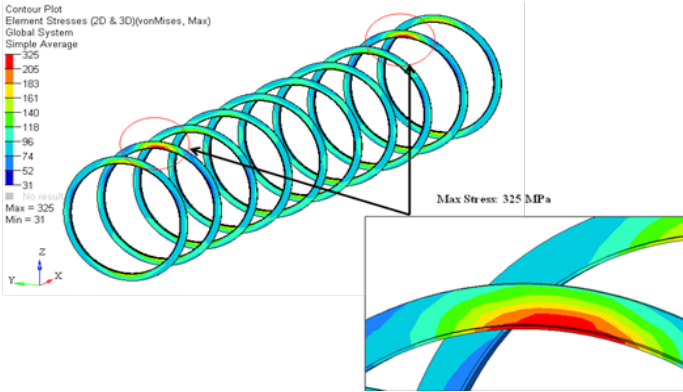 Contour Plot
Element Stresses (2D & 3D)(vonMises, Max)
Global System
Simple Average
325
205
183
161
140
118
96
74
52
31
No result
Max = 325
Min = 31
Max Stress: 325 MPa
Z
Y
X